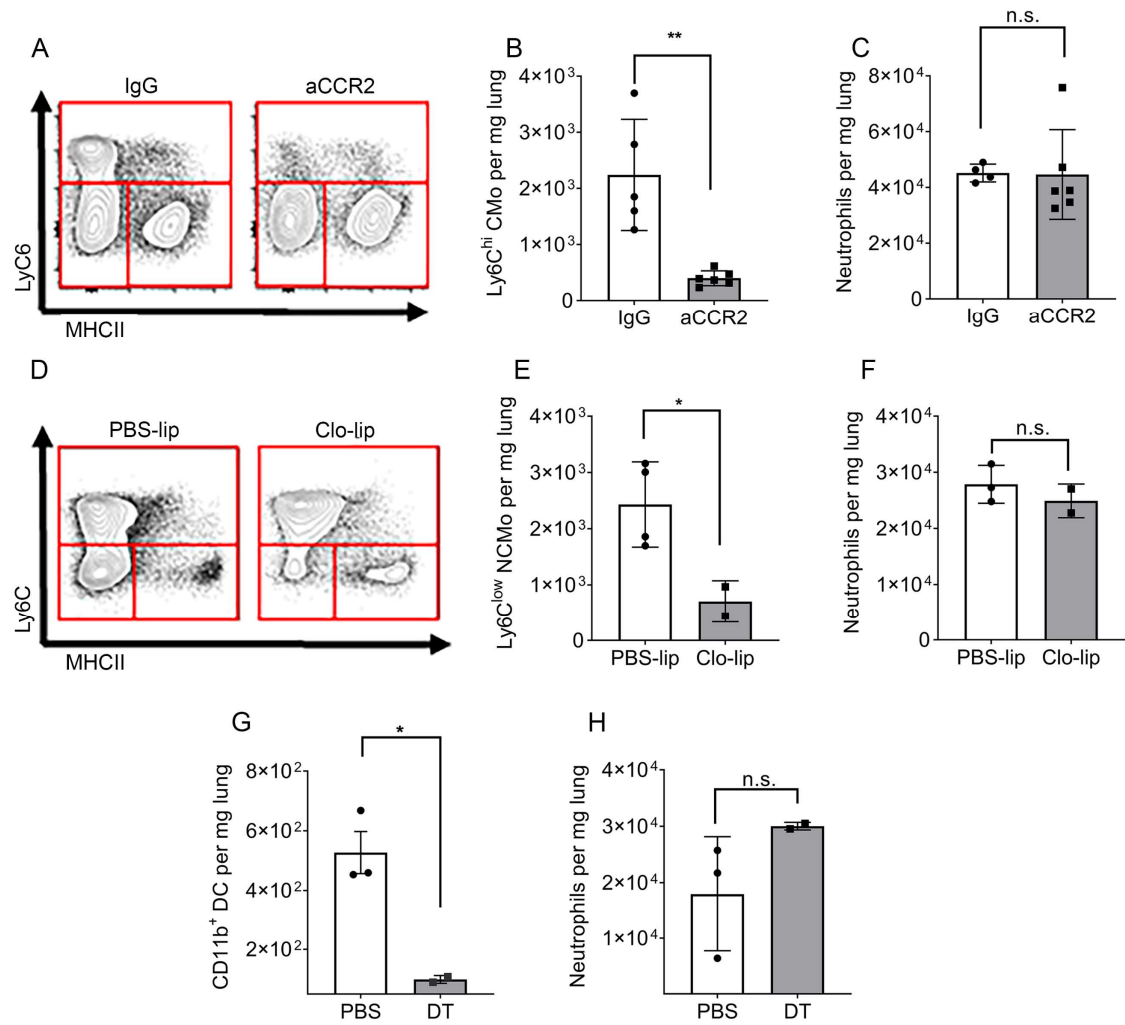 A
IgG
aCCR2
LyC6
MHCII
B
**
4×10³
3×10³
2×10³
1×10³
0
Ly6C^hi CMo per mg lung
IgG
aCCR2
C
n.s.
8×10⁴
6×10⁴
4×10⁴
2×10⁴
0
Neutrophils per mg lung
IgG
aCCR2
D
PBS-lip
Clo-lip
Ly6C
MHCII
E
*
4×10³
3×10³
2×10³
1×10³
0
Ly6C^low NCMo per mg lung
PBS-lip
Clo-lip
F
n.s.
4×10⁴
3×10⁴
2×10⁴
1×10⁴
0
Neutrophils per mg lung
PBS-lip
Clo-lip
G
*
8×10²
6×10²
4×10²
2×10²
CD11b⁺ DC per mg lung
PBS
DT
H
n.s.
4×10⁴
3×10⁴
2×10⁴
1×10⁴
Neutrophils per mg lung
PBS
DT